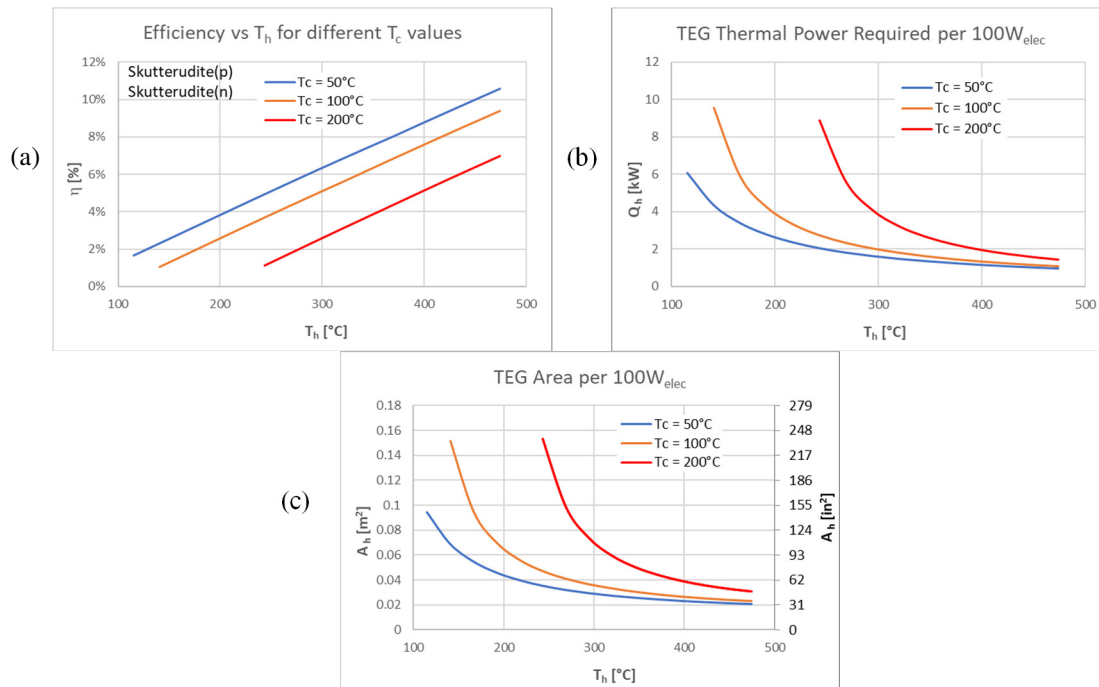 (a)
Efficiency vs Th for different Tc values
Skutterudite(p)
Skutterudite(n)
Tc = 50°C
Tc = 100°C
Tc = 200°C
12%
10%
8%
6%
4%
2%
0%
η [%]
100 200 300 400 500
Th [°C]
(b)
TEG Thermal Power Required per 100Welec
Tc = 50°C
Tc = 100°C
Tc = 200°C
12
10
8
6
4
2
0
Qh [kW]
100 200 300 400 500
Th [°C]
(c)
TEG Area per 100Welec
Tc = 50°C
Tc = 100°C
Tc = 200°C
0.18
0.16
0.14
0.12
0.1
0.08
0.06
0.04
0.02
0
Ah [m²]
279
248
217
186
155
124
93
62
31
0
Ah [in²]
100 200 300 400 500
Th [°C]